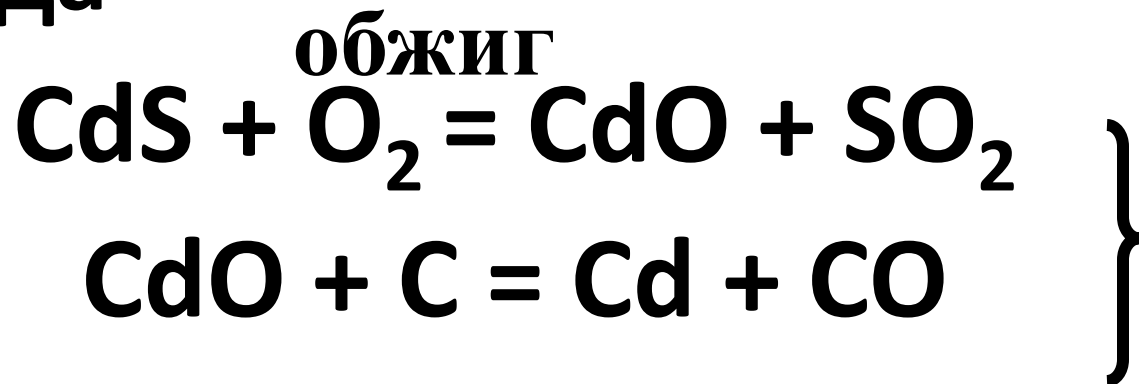 обжиг
CdS + O₂ = CdO + SO₂
CdO + C = Cd + CO